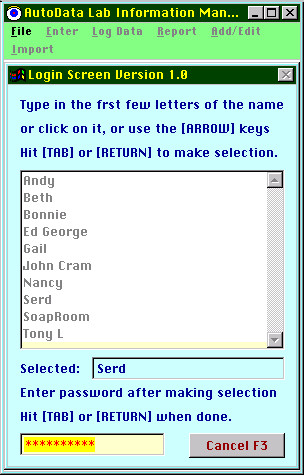 AutoData Lab Information Man...
File Enter Log Data Report Add/Edit
Import
Login Screen Version 1.0
Type in the frst few letters of the name
or click on it, or use the [ARROW] keys
Hit [TAB] or [RETURN] to make selection.
Andy
Beth
Bonnie
Ed George
Gail
John Cram
Nancy
Serd
SoapRoom
Tony L
Selected: Serd
Enter password after making selection
Hit [TAB] or [RETURN] when done.
**********
Cancel F3